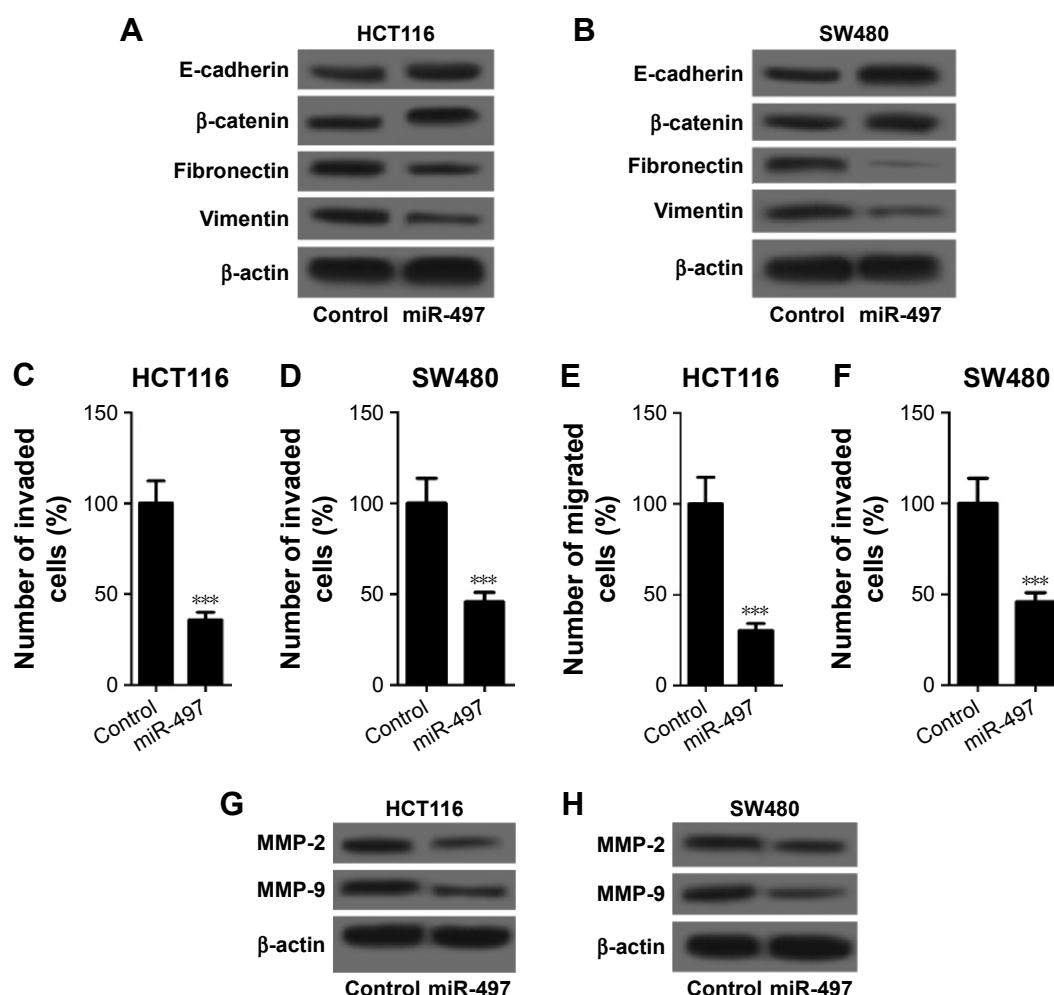 A
HCT116
E-cadherin
β-catenin
Fibronectin
Vimentin
β-actin
Control miR-497
B
SW480
E-cadherin
β-catenin
Fibronectin
Vimentin
β-actin
Control miR-497
C
HCT116
Number of invaded
cells (%)
150
100
50
0
***
Control
miR-497
D
SW480
Number of invaded
cells (%)
150
100
50
0
***
Control
miR-497
E
HCT116
Number of migrated
cells (%)
150
100
50
0
***
Control
miR-497
F
SW480
Number of invaded
cells (%)
150
100
50
0
***
Control
miR-497
G
HCT116
MMP-2
MMP-9
β-actin
Control miR-497
H
SW480
MMP-2
MMP-9
β-actin
Control miR-497